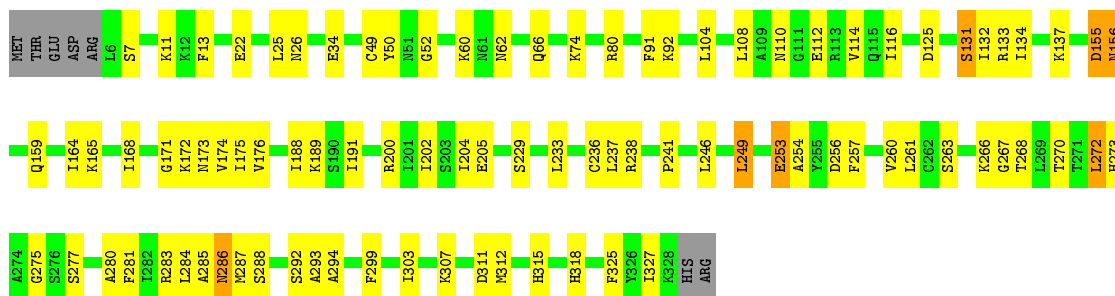 MET THR GLU ASP ARG L6 S7 K11 K12 F13 E22 L25 N26 E34 C49 Y50 N51 G52 K60 N61 N62 Q66 K74 R80 F91 K92 L104 L108 A109 N110 G111 E112 R113 V114 Q115 I116 D125 S131 I132 R133 I134 K137 D155 N156
Q159 I164 K165 I168 G171 K172 N173 V174 I175 V176 I188 K189 S190 I191 R200 I201 I202 S203 I204 E205 S229 L233 C236 L237 R238 P241 L246 L249 E253 A254 Y255 D256 F257 V260 L261 C262 S263 K266 G267 T268 L269 T270 T271 L272 H273
A274 G275 S276 S277 A280 F281 I282 R283 L284 A285 N286 M287 S288 S292 A293 A294 F299 I303 K307 D311 M312 H315 H318 F325 Y326 I327 K328 HIS ARG